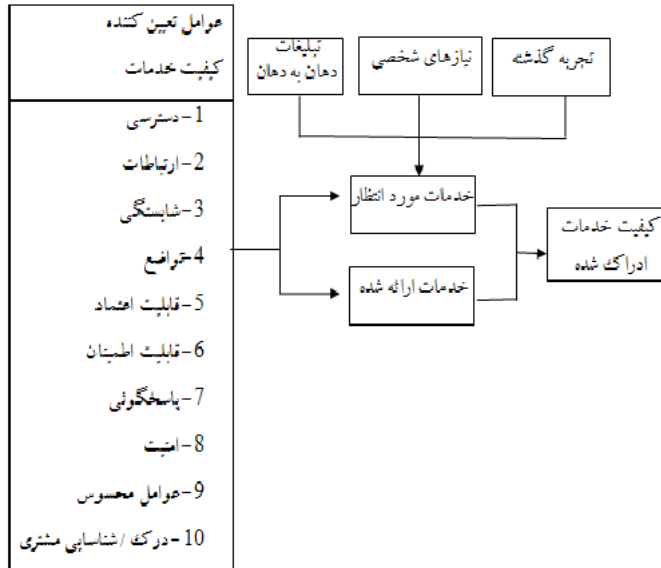 عوامل تعیین کننده
کیفیت خدمات
1-دسترسی
2-ارتباطات
3-شایستگی
4-تواضع
5-قابلیت اعتماد
6-قابلیت اطمینان
7-پاسخگوئی
8-امنیت
9-عوامل محسوس
10-درک / شناسایی مشتری
تبلیغات
دهان به دهان
نیازهای شخصی
تجربه گذشته
خدمات مورد انتظار
خدمات ارائه شده
کیفیت خدمات
ادراک شده